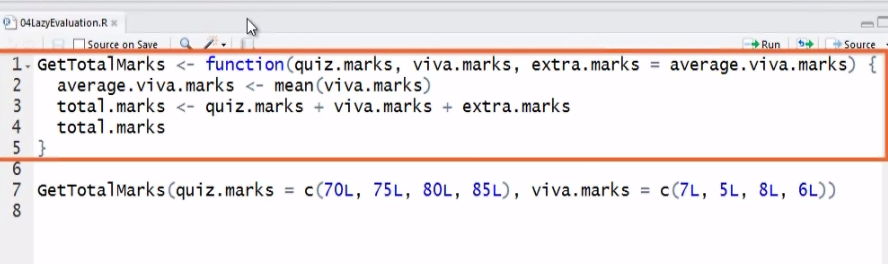 04LazyEvaluation.R
Source on Save Run Source
1 GetTotalMarks <- function(quiz.marks, viva.marks, extra.marks = average.viva.marks) {
2 average.viva.marks <- mean(viva.marks)
3 total.marks <- quiz.marks + viva.marks + extra.marks
4 total.marks
5 }
6
7 GetTotalMarks(quiz.marks = c(70L, 75L, 80L, 85L), viva.marks = c(7L, 5L, 8L, 6L))
8